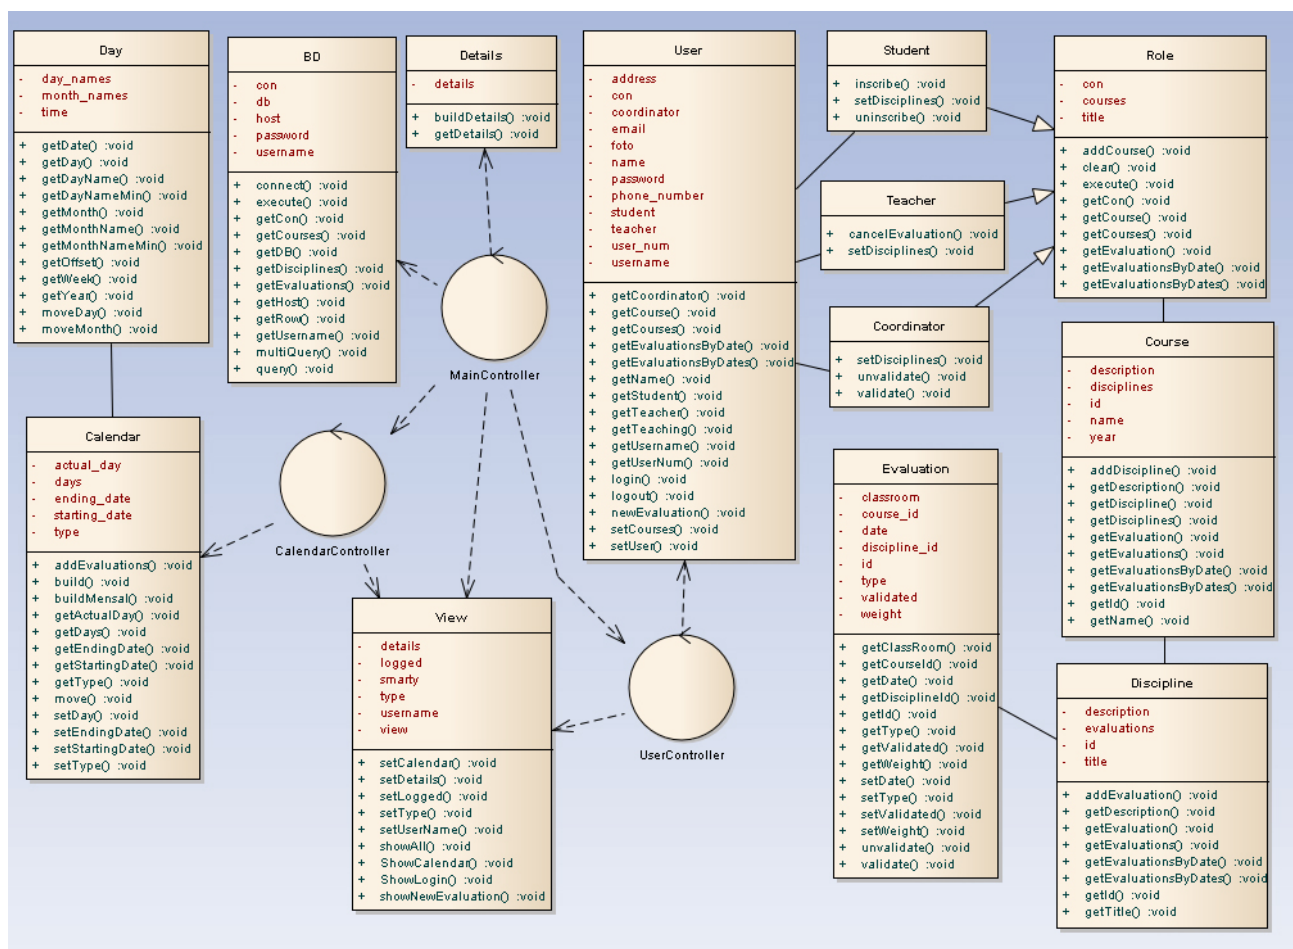 Day
- day_names
- month_names
- time
+ getDate() :void
+ getDay() :void
+ getDayName() :void
+ getDayNameMin() :void
+ getMonth() :void
+ getMonthName() :void
+ getMonthNameMin() :void
+ getOffset() :void
+ getWeek() :void
+ getYear() :void
+ moveDay() :void
+ moveMonth() :void
BD
- con
- db
- host
- password
- username
+ connect() :void
+ execute() :void
+ getCon() :void
+ getCourses() :void
+ getDB() :void
+ getDisciplines() :void
+ getEvaluations() :void
+ getHost() :void
+ getRow() :void
+ getUsername() :void
+ multiQuery() :void
+ query() :void
Details
- details
+ buildDetails() :void
+ getDetails() :void
User
- address
- con
- coordinator
- email
- foto
- name
- password
- phone_number
- student
- teacher
- user_num
- username
+ getCoordinator() :void
+ getCourse() :void
+ getCourses() :void
+ getEvaluationsByDate() :void
+ getEvaluationsByDates() :void
+ getName() :void
+ getStudent() :void
+ getTeacher() :void
+ getTeaching() :void
+ getUsername() :void
+ getUserNum() :void
+ login() :void
+ logout() :void
+ newEvaluation() :void
+ setCourses() :void
+ setUser() :void
Student
+ inscribe() :void
+ setDisciplines() :void
+ uninscribe() :void
Role
- con
- courses
- title
+ addCourse() :void
+ clear() :void
+ execute() :void
+ getCon() :void
+ getCourse() :void
+ getCourses() :void
+ getEvaluation() :void
+ getEvaluationsByDate() :void
+ getEvaluationsByDates() :void
Teacher
+ cancelEvaluation() :void
+ setDisciplines() :void
Coordinator
+ setDisciplines() :void
+ unvalidate() :void
+ validate() :void
MainController
Course
- description
- disciplines
- id
- name
- year
+ addDiscipline() :void
+ getDescription() :void
+ getDiscipline() :void
+ getDisciplines() :void
+ getEvaluation() :void
+ getEvaluations() :void
+ getEvaluationsByDate() :void
+ getEvaluationsByDates() :void
+ getId() :void
+ getName() :void
Calendar
- actual_day
- days
- ending_date
- starting_date
- type
+ addEvaluations() :void
+ build() :void
+ buildMensal() :void
+ getActualDay() :void
+ getDays() :void
+ getEndingDate() :void
+ getStartingDate() :void
+ getType() :void
+ move() :void
+ setDay() :void
+ setEndingDate() :void
+ setStartingDate() :void
+ setType() :void
CalendarController
Evaluation
- classroom
- course_id
- date
- discipline_id
- id
- type
- validated
- weight
+ getClassRoom() :void
+ getCourseId() :void
+ getDate() :void
+ getDisciplineId() :void
+ getId() :void
+ getType() :void
+ getValidated() :void
+ getWeight() :void
+ setDate() :void
+ setType() :void
+ setValidated() :void
+ setWeight() :void
+ unvalidate() :void
+ validate() :void
View
- details
- logged
- smarty
- type
- username
- view
+ setCalendar() :void
+ setDetails() :void
+ setLogged() :void
+ setType() :void
+ setUserName() :void
+ showAll() :void
+ ShowCalendar() :void
+ ShowLogin() :void
+ showNewEvaluation() :void
UserController
Discipline
- description
- evaluations
- id
- title
+ addEvaluation() :void
+ getDescription() :void
+ getEvaluation() :void
+ getEvaluations() :void
+ getEvaluationsByDate() :void
+ getEvaluationsByDates() :void
+ getId() :void
+ getTitle() :void